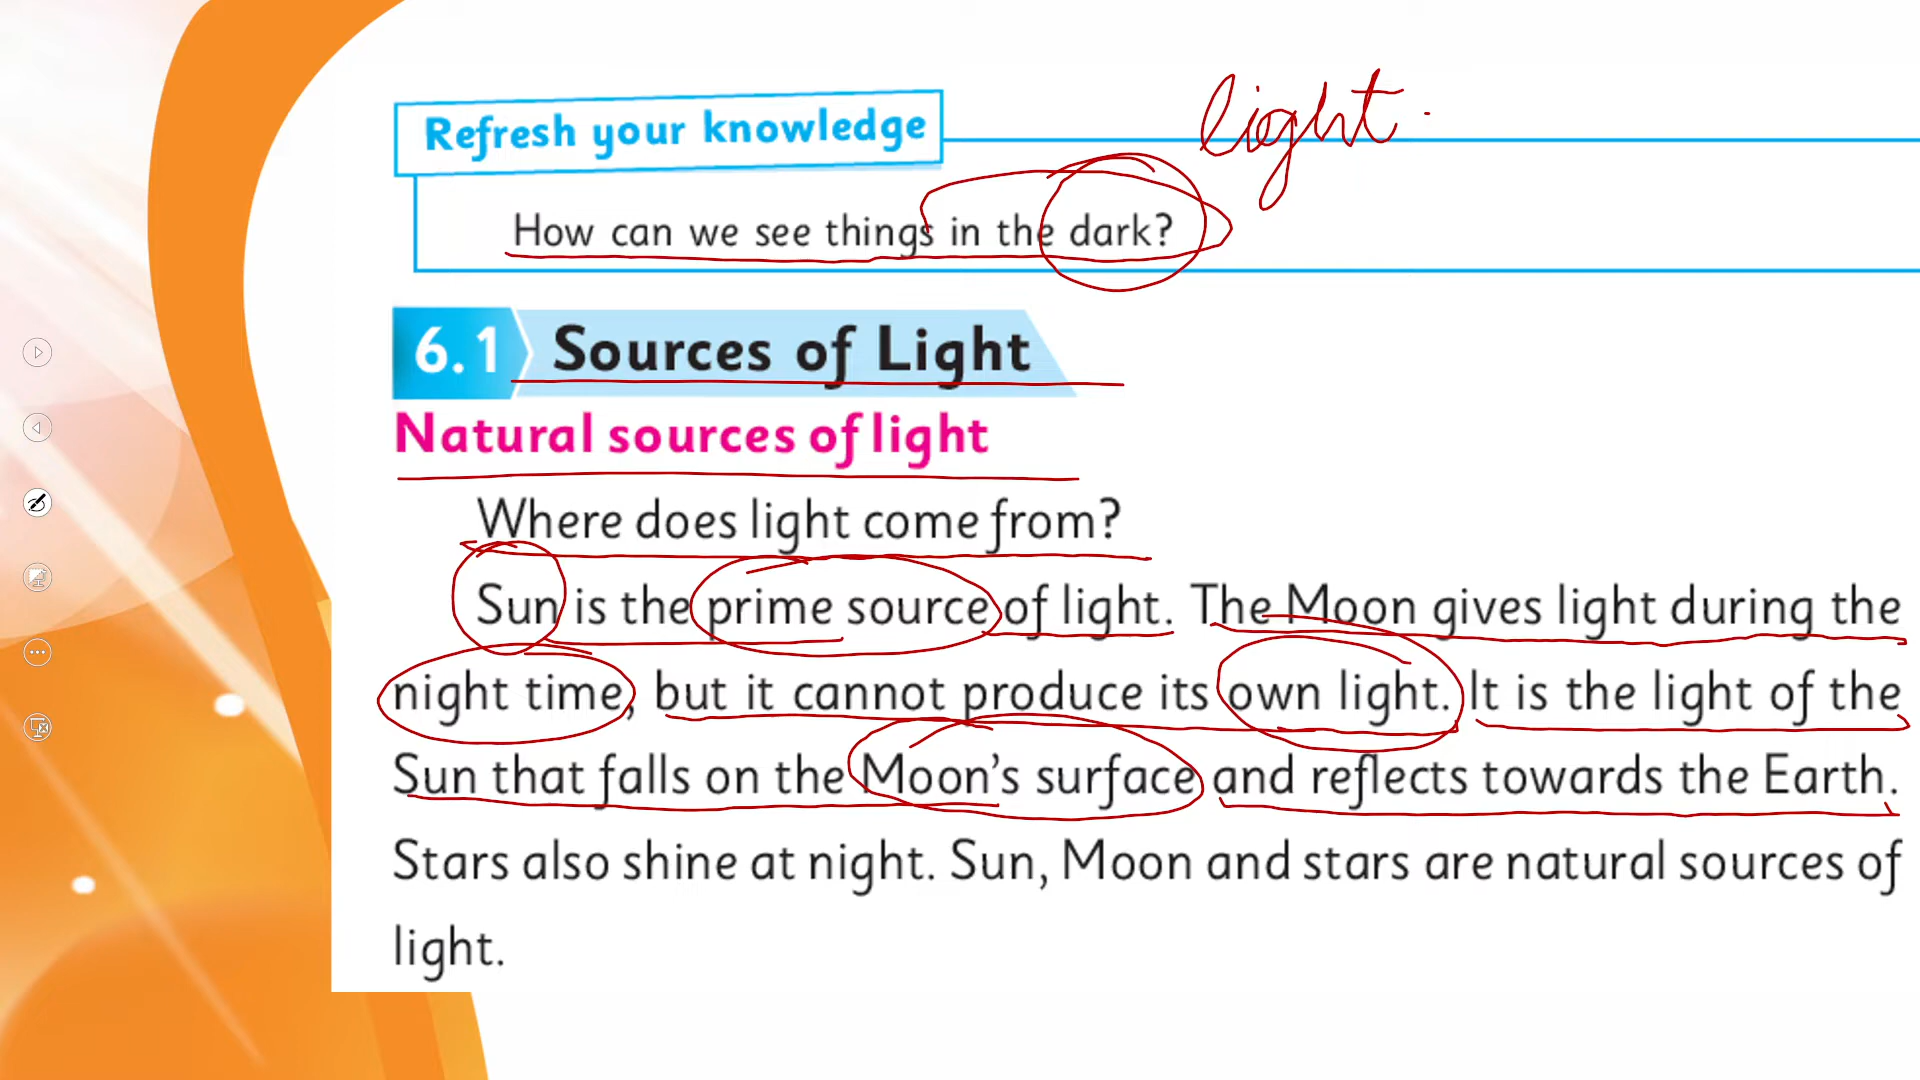 light.
Refresh your knowledge
How can we see things in the dark?
6.1 Sources of Light
Natural sources of light
Where does light come from?
Sun is the prime source of light. The Moon gives light during the
night time, but it cannot produce its own light. It is the light of the
Sun that falls on the Moon's surface and reflects towards the Earth.
Stars also shine at night. Sun, Moon and stars are natural sources of
light.